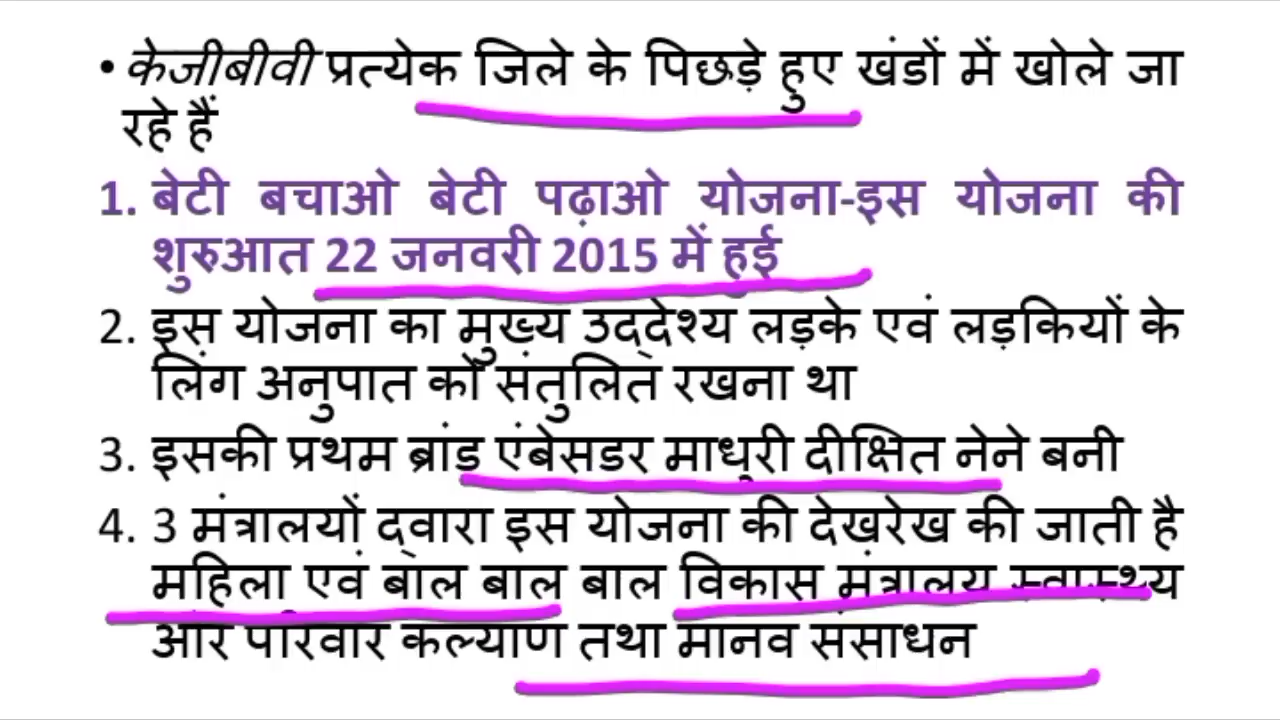 • केजीबीवी प्रत्येक जिले के पिछड़े हुए खंडों में खोले जा
रहे हैं
1. बेटी बचाओ बेटी पढ़ाओ योजना-इस योजना की
शुरुआत 22 जनवरी 2015 में हुई
2. इस योजना का मुख्य उद्देश्य लड़के एवं लड़कियों के
लिंग अनुपात को संतुलित रखना था
3. इसकी प्रथम ब्रांड एंबेसडर माधुरी दीक्षित नेने बनी
4. 3 मंत्रालयों द्वारा इस योजना की देखरेख की जाती है
महिला एवं बाल बाल बाल विकास मंत्रालय स्वास्थ्य
और परिवार कल्याण तथा मानव संसाधन